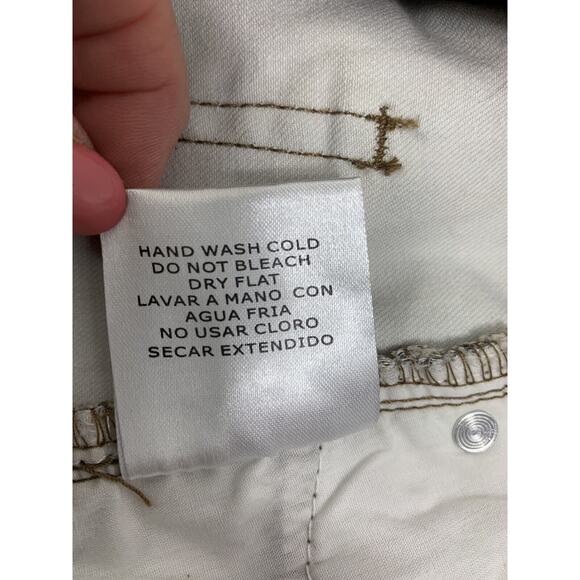 HAND WASH COLD
DO NOT BLEACH
DRY FLAT
LAVAR A MANO CON
AGUA FRIA
NO USAR CLORO
SECAR EXTENDIDO